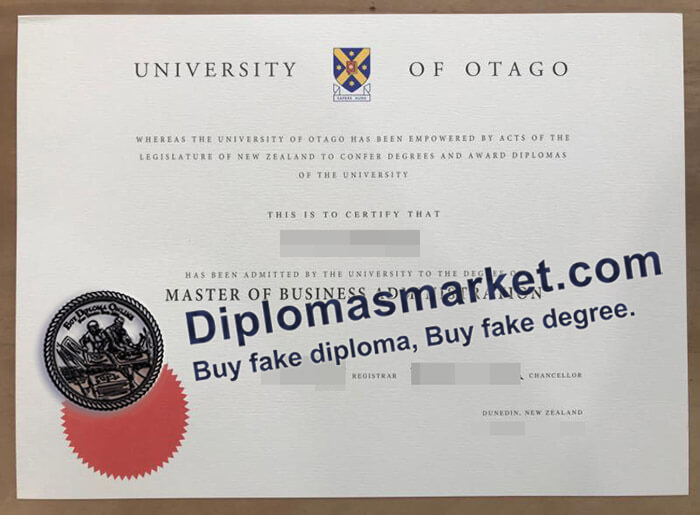 UNIVERSITY OF OTAGO
SAPERE AUDE
WHEREAS THE UNIVERSITY OF OTAGO HAS BEEN EMPOWERED BY ACTS OF THE
LEGISLATURE OF NEW ZEALAND TO CONFER DEGREES AND AWARD DIPLOMAS
OF THE UNIVERSITY
THIS IS TO CERTIFY THAT
HAS BEEN ADMITTED BY THE UNIVERSITY TO THE DEGREE
MASTER OF BUSINESS ADMINISTRATION
Diplomasmarket.com
Buy fake diploma, Buy fake degree.
REGISTRAR CHANCELLOR
DUNEDIN, NEW ZEALAND